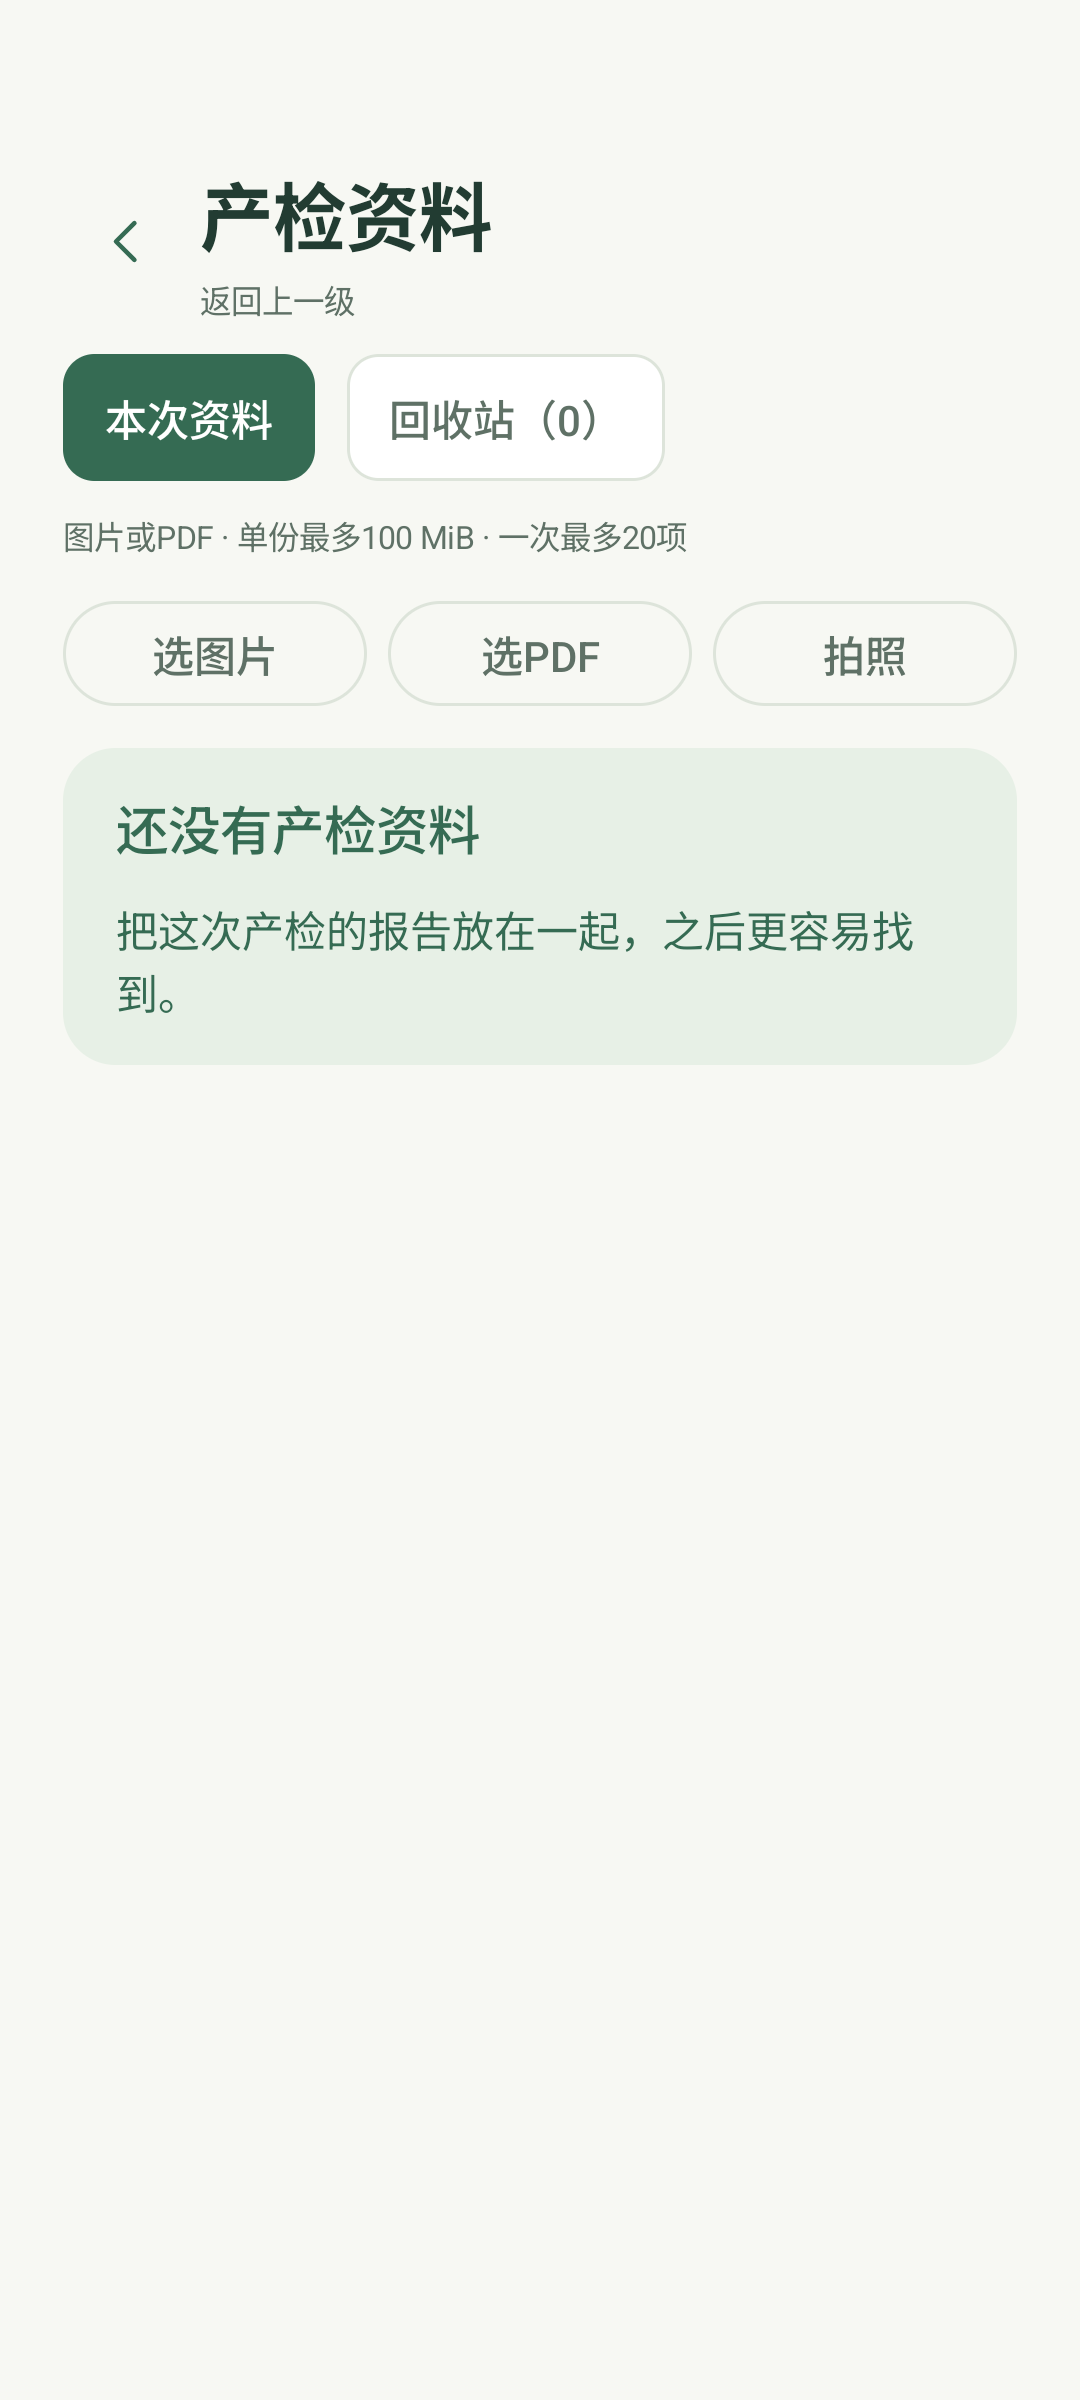 产检资料
返回上一级
本次资料
回收站（0）
图片或PDF · 单份最多100 MiB · 一次最多20项
选图片
选PDF
拍照
还没有产检资料
把这次产检的报告放在一起，之后更容易找
到。